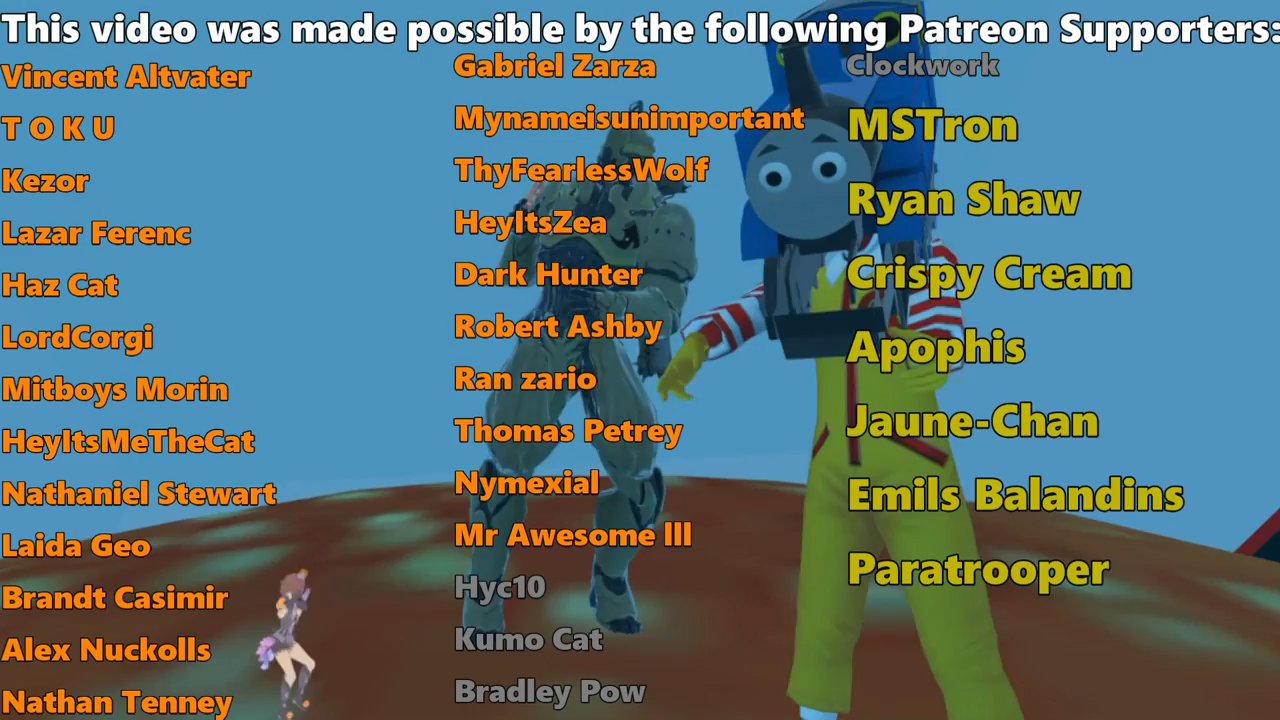 This video was made possible by the following Patreon Supporters:
Vincent Altvater
T O K U
Kezor
Lazar Ferenc
Haz Cat
LordCorgi
Mitboys Morin
HeyItsMeTheCat
Nathaniel Stewart
Laida Geo
Brandt Casimir
Alex Nuckolls
Nathan Tenney
Gabriel Zarza
Mynameisunimportant
ThyFearlessWolf
HeyItsZea
Dark Hunter
Robert Ashby
Ran zario
Thomas Petrey
Nymexial
Mr Awesome lll
Hyc10
Kumo Cat
Bradley Pow
Clockwork
MSTron
Ryan Shaw
Crispy Cream
Apophis
Jaune-Chan
Emils Balandins
Paratrooper